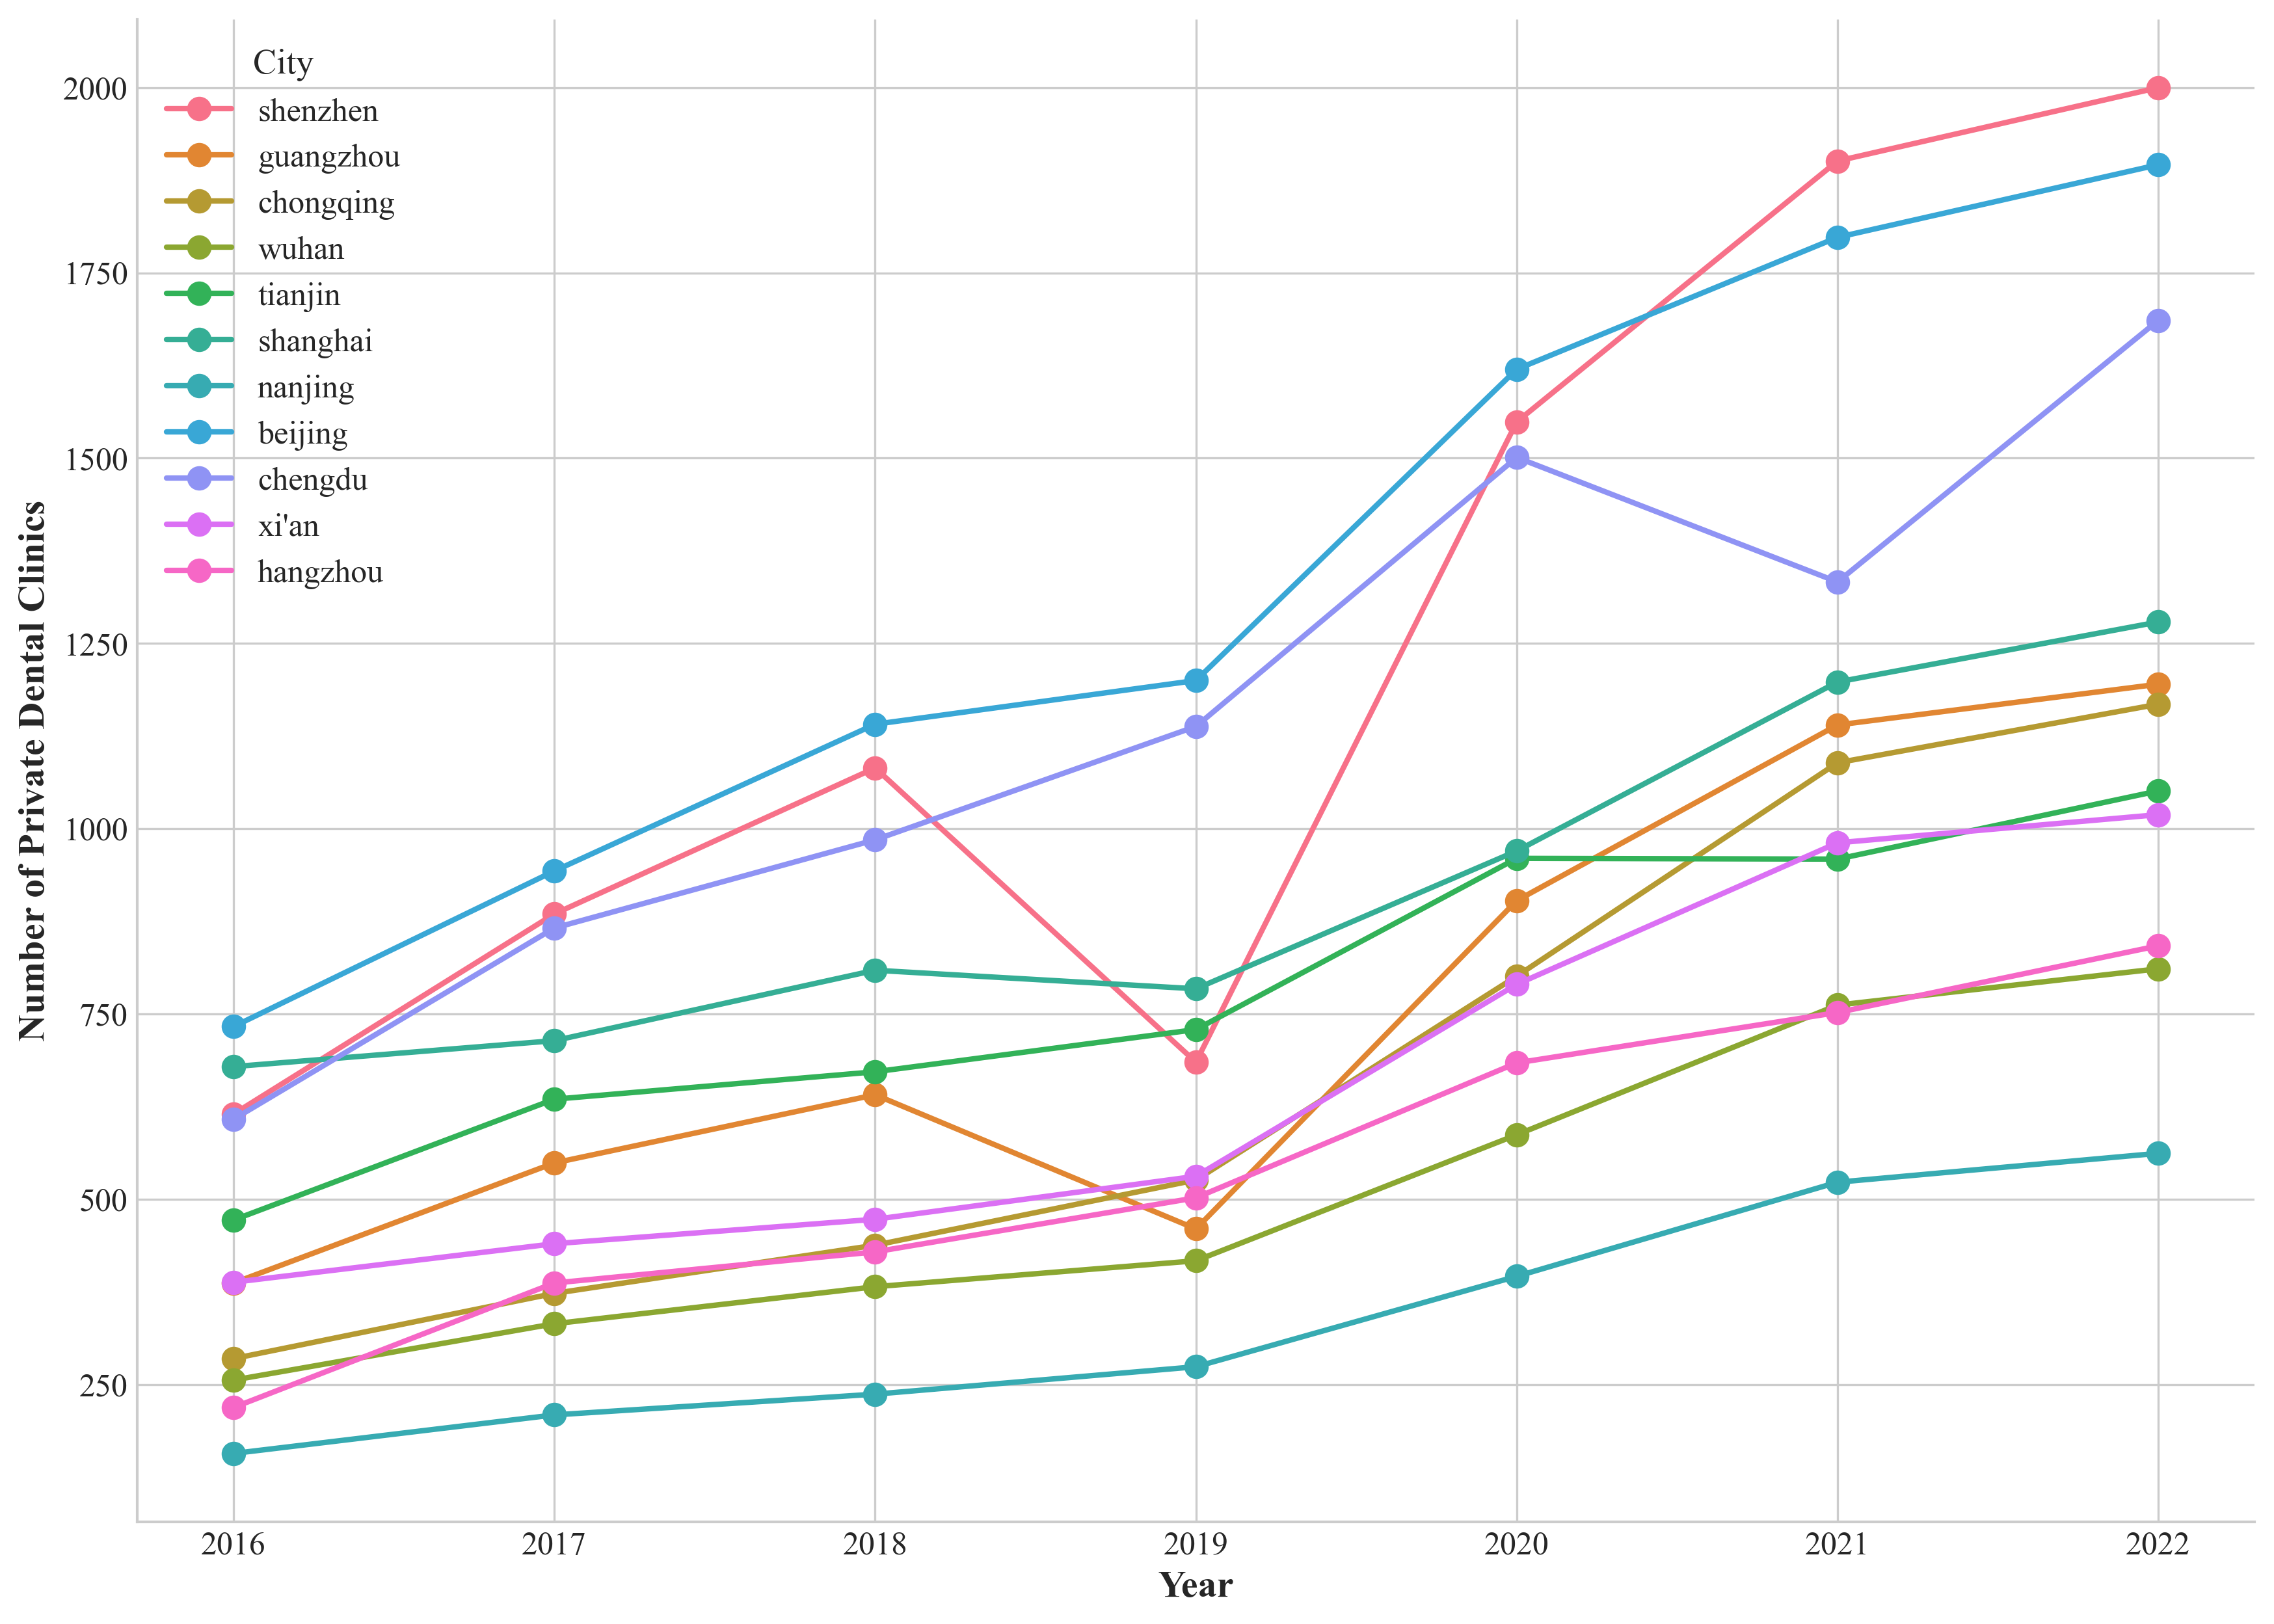 City
shenzhen
guangzhou
chongqing
wuhan
tianjin
shanghai
nanjing
beijing
chengdu
xi'an
hangzhou
2000
1750
1500
1250
1000
750
500
250
Number of Private Dental Clinics
2016 2017 2018 2019 2020 2021 2022
Year